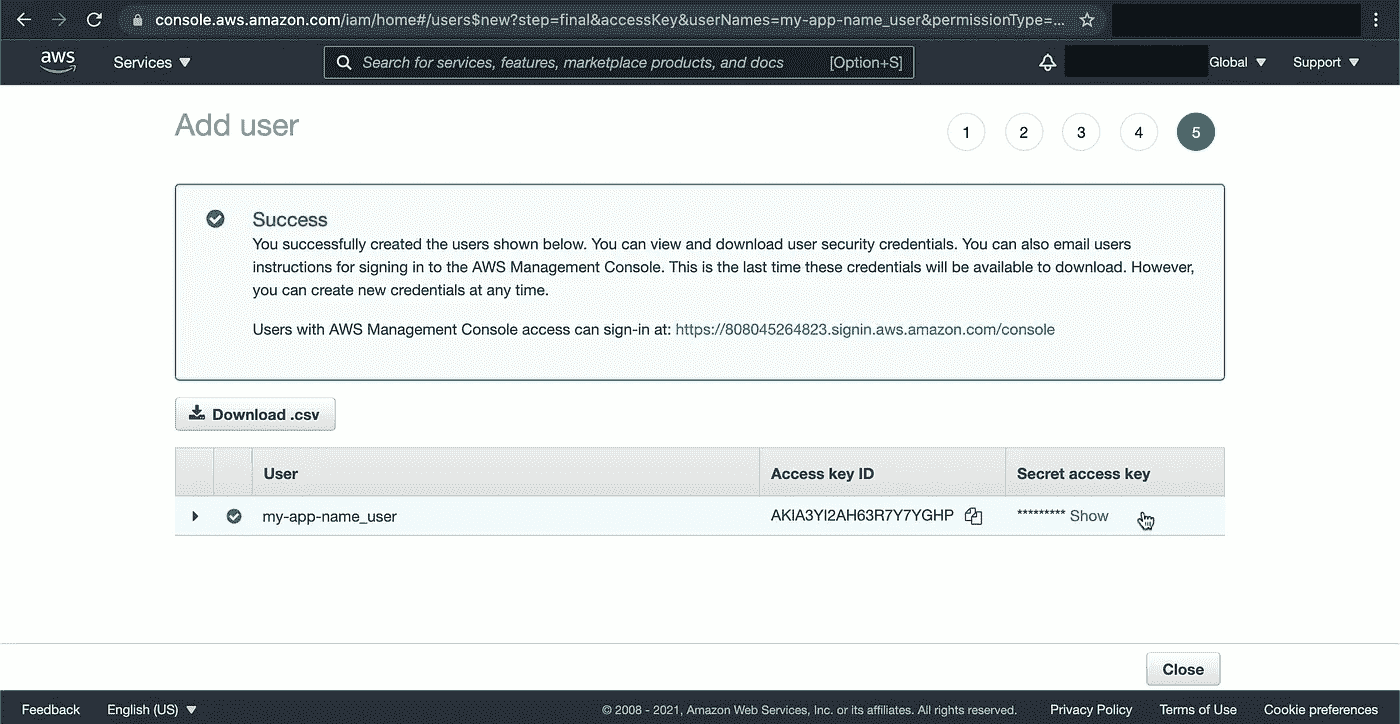 console.aws.amazon.com/iam/home#/users$new?step=final&accessKey&userNames=my-app-name_user&permissionType=...
aws Services Search for services, features, marketplace products, and docs [Option+S] Global Support
Add user 1 2 3 4 5
Success
You successfully created the users shown below. You can view and download user security credentials. You can also email users
instructions for signing in to the AWS Management Console. This is the last time these credentials will be available to download. However,
you can create new credentials at any time.
Users with AWS Management Console access can sign-in at: https://808045264823.signin.aws.amazon.com/console
Download .csv
User Access key ID Secret access key
my-app-name_user AKIA3YI2AH63R7Y7YGHP ********* Show
Close
Feedback English (US) © 2008 - 2021, Amazon Web Services, Inc. or its affiliates. All rights reserved. Privacy Policy Terms of Use Cookie preferences